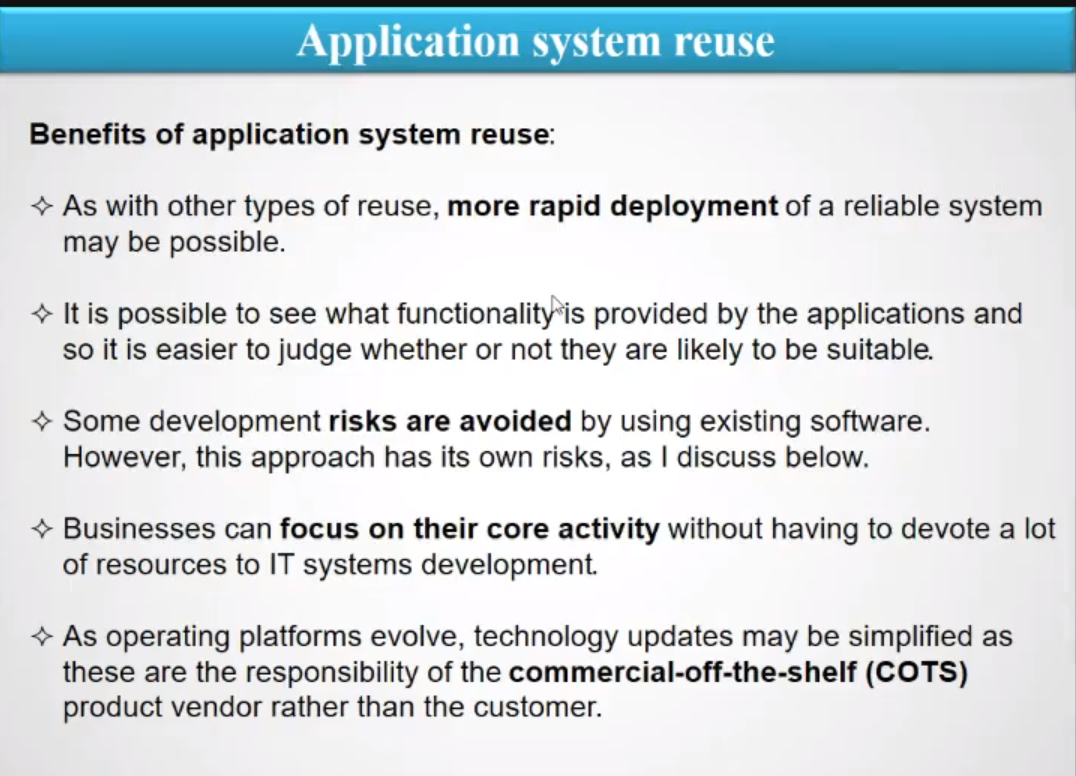 Application system reuse
Benefits of application system reuse:
✧ As with other types of reuse, more rapid deployment of a reliable system
may be possible.
✧ It is possible to see what functionality is provided by the applications and
so it is easier to judge whether or not they are likely to be suitable.
✧ Some development risks are avoided by using existing software.
However, this approach has its own risks, as I discuss below.
✧ Businesses can focus on their core activity without having to devote a lot
of resources to IT systems development.
✧ As operating platforms evolve, technology updates may be simplified as
these are the responsibility of the commercial-off-the-shelf (COTS)
product vendor rather than the customer.